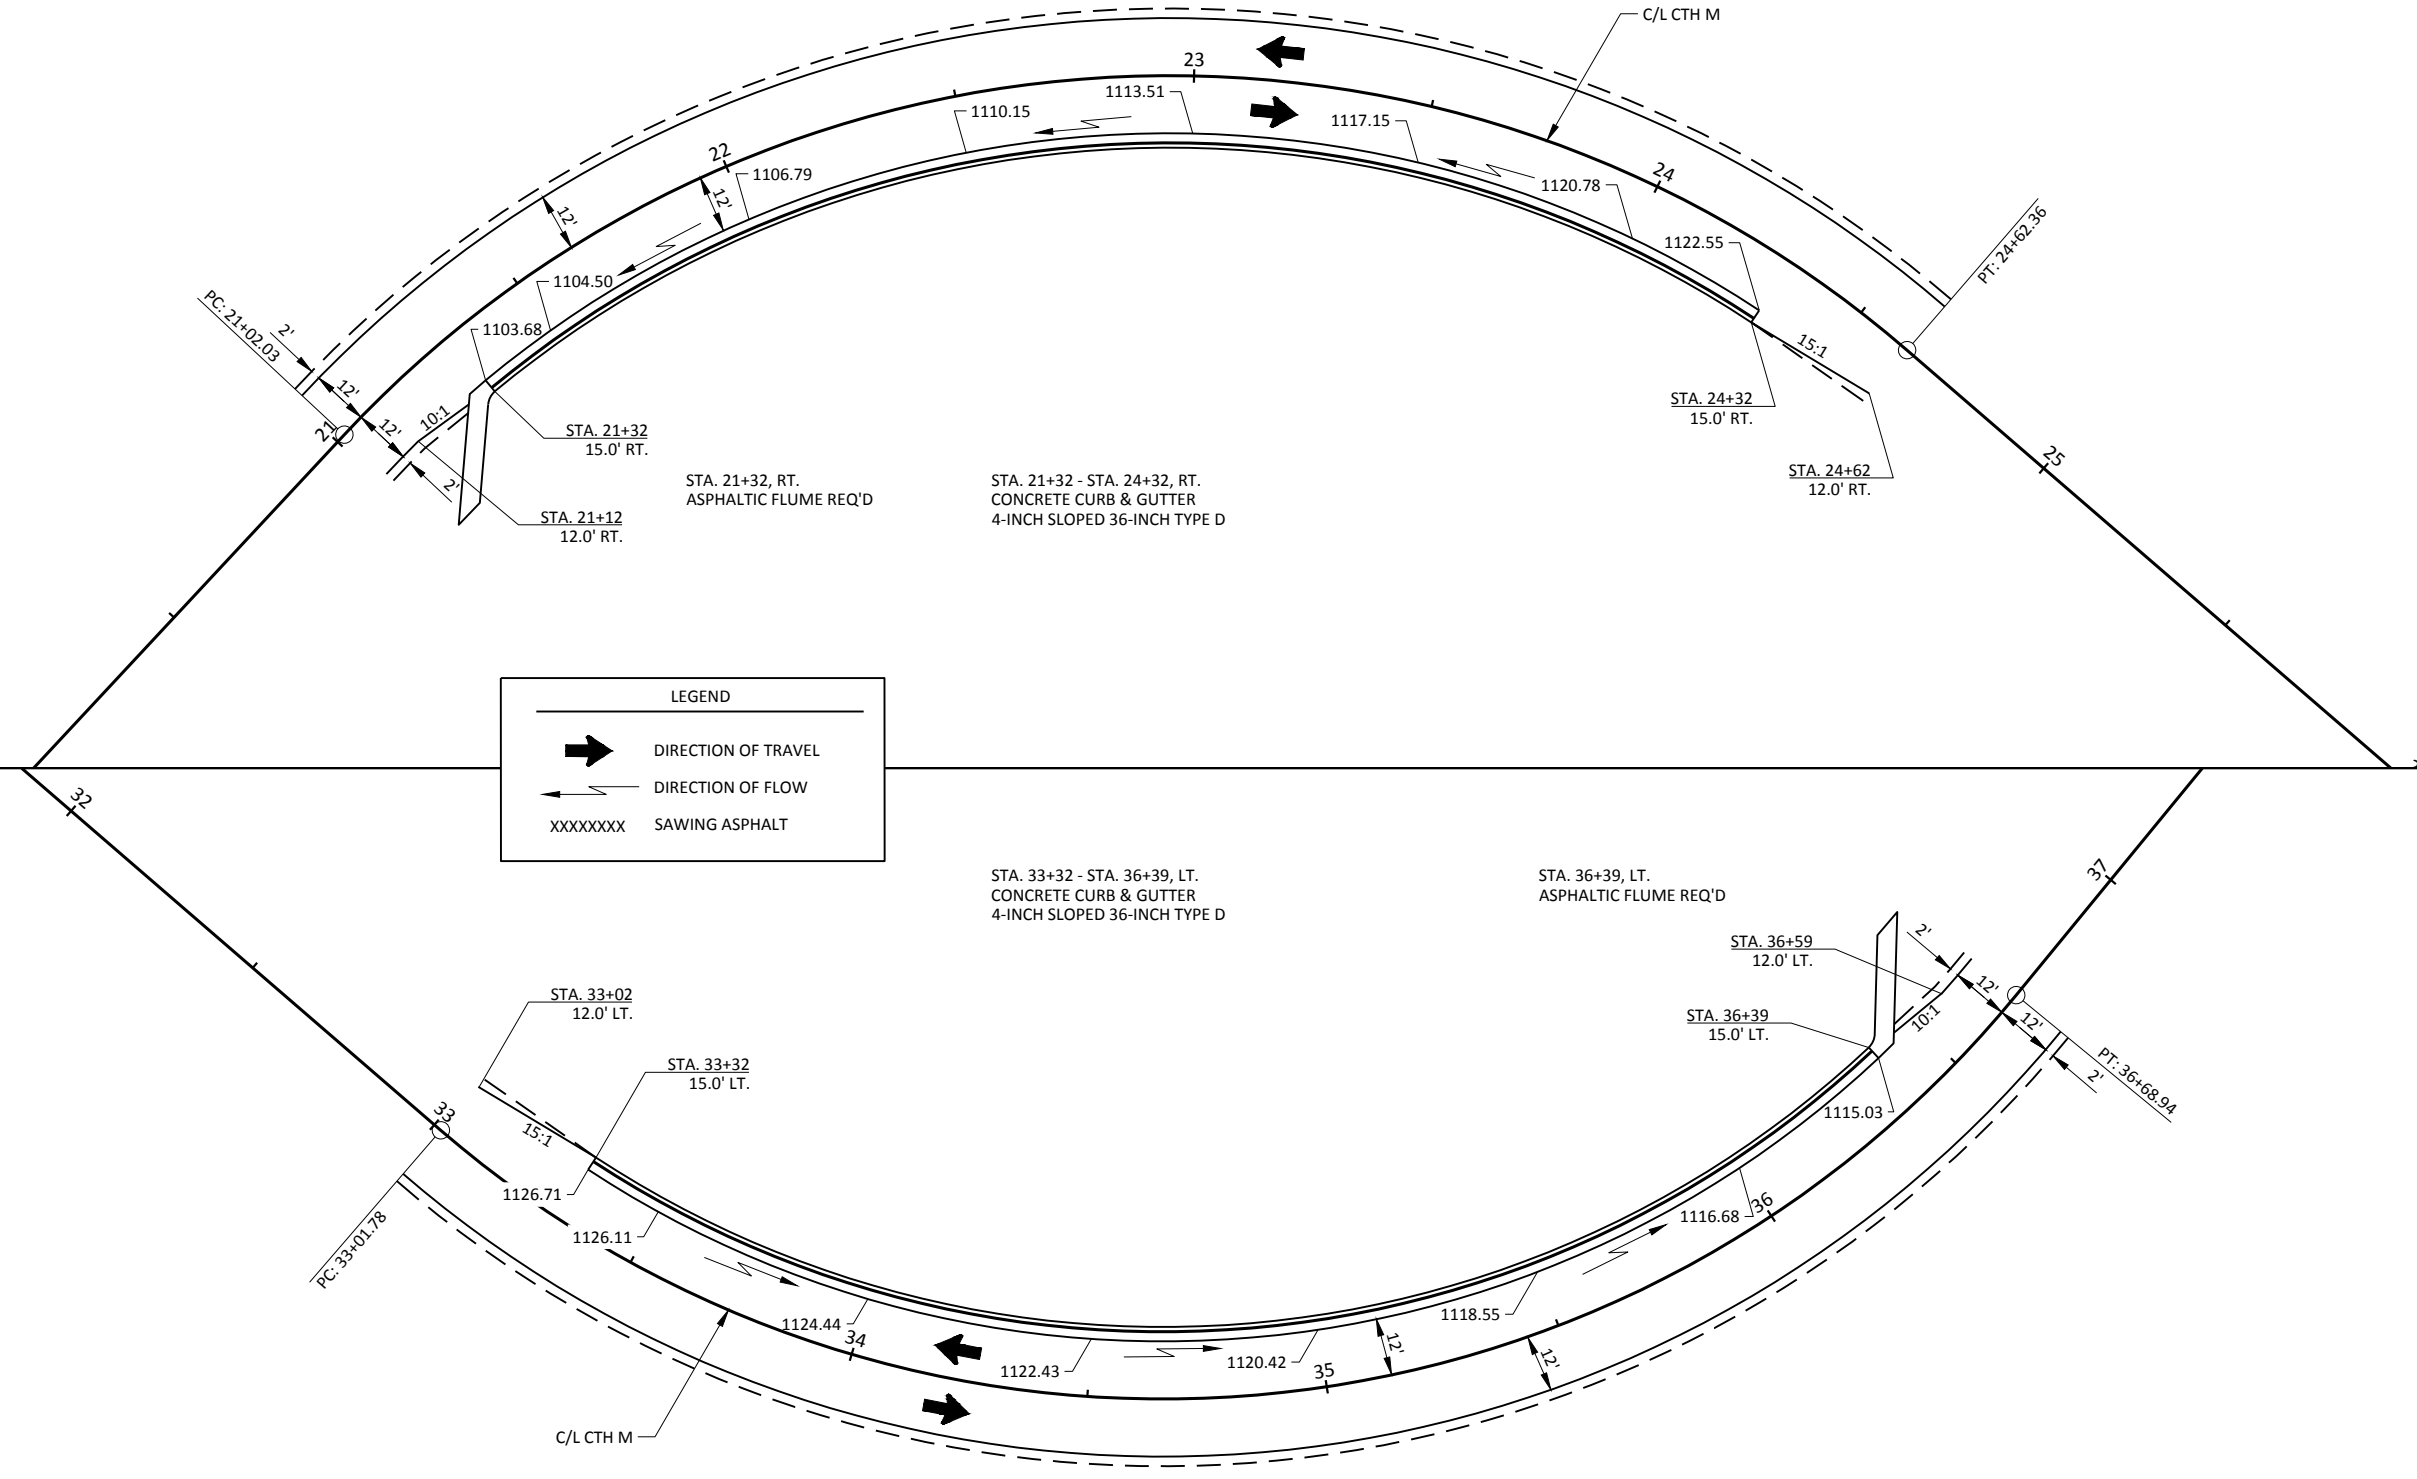 C/L CTH M
23
1113.51
1110.15
1117.15
22
12'
1106.79
1120.78
24
12'
1122.55
1104.50
PC: 21+02.03
2'
1103.68
PT: 24+62.36
12'
10:1
12'
21
2'
15:1
STA. 21+32
15.0' RT.
STA. 24+32
15.0' RT.
25
STA. 24+62
12.0' RT.
STA. 21+12
12.0' RT.
STA. 21+32, RT.
ASPHALTIC FLUME REQ'D
STA. 21+32 - STA. 24+32, RT.
CONCRETE CURB & GUTTER
4-INCH SLOPED 36-INCH TYPE D
LEGEND
DIRECTION OF TRAVEL
DIRECTION OF FLOW
XXXXXXXX SAWING ASPHALT
32
STA. 33+32 - STA. 36+39, LT.
CONCRETE CURB & GUTTER
4-INCH SLOPED 36-INCH TYPE D
STA. 36+39, LT.
ASPHALTIC FLUME REQ'D
37
2'
STA. 36+59
12.0' LT.
12'
STA. 33+02
12.0' LT.
STA. 36+39
15.0' LT.
10:1
12'
STA. 33+32
15.0' LT.
PT: 36+68.94
2'
33
15:1
1115.03
1126.71
36
1116.68
PC: 33+01.78
1126.11
1118.55
1124.44
34
12'
12'
1120.42
1122.43
35
C/L CTH M